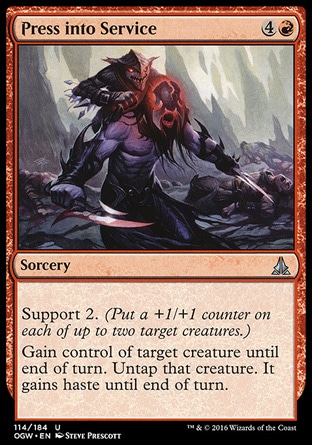 Press into Service 4
Sorcery
Support 2. (Put a +1/+1 counter on
each of up to two target creatures.)
Gain control of target creature until
end of turn. Untap that creature. It
gains haste until end of turn.
114/184 U
OGW • EN Steve Prescott
™ & © 2016 Wizards of the Coast